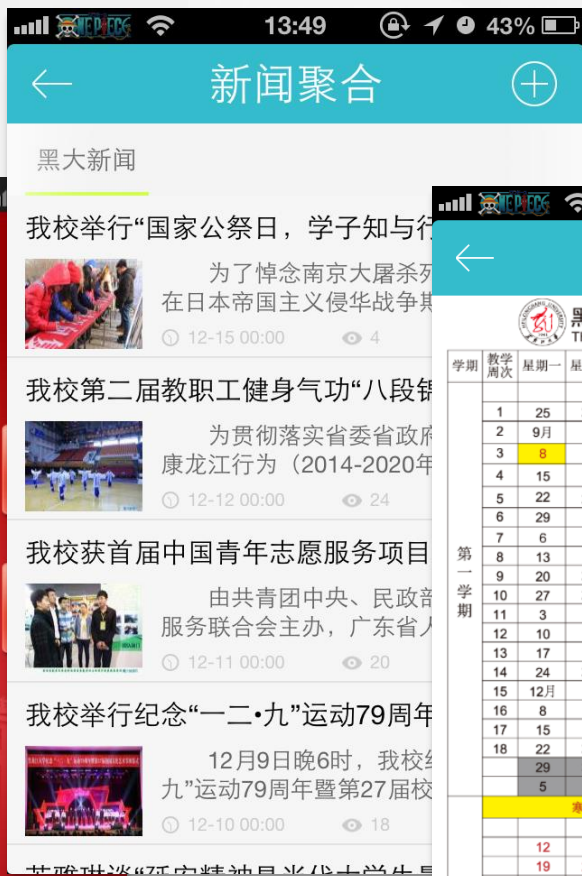 13:49
43%
新闻聚合
黑大新闻
我校举行“国家公祭日，学子知与行
为了悼念南京大屠杀死
在日本帝国主义侵华战争期
12-15 00:00
4
我校第二届教职工健身气功“八段锦
为贯彻落实省委省政府
康龙江行为（2014-2020年
12-12 00:00
24
我校获首届中国青年志愿服务项目
由共青团中央、民政部
服务联合会主办，广东省人
12-11 00:00
20
我校举行纪念“一二•九”运动79周年
12月9日晚6时，我校纪
九”运动79周年暨第27届校
12-10 00:00
18
学期 教学周次 星期一
第一学期
1 25
2 9月
3 8
4 15
5 22
6 29
7 6
8 13
9 20
10 27
11 3
12 10
13 17
14 24
15 12月
16 8
17 15
18 22
29
5
寒
12
19